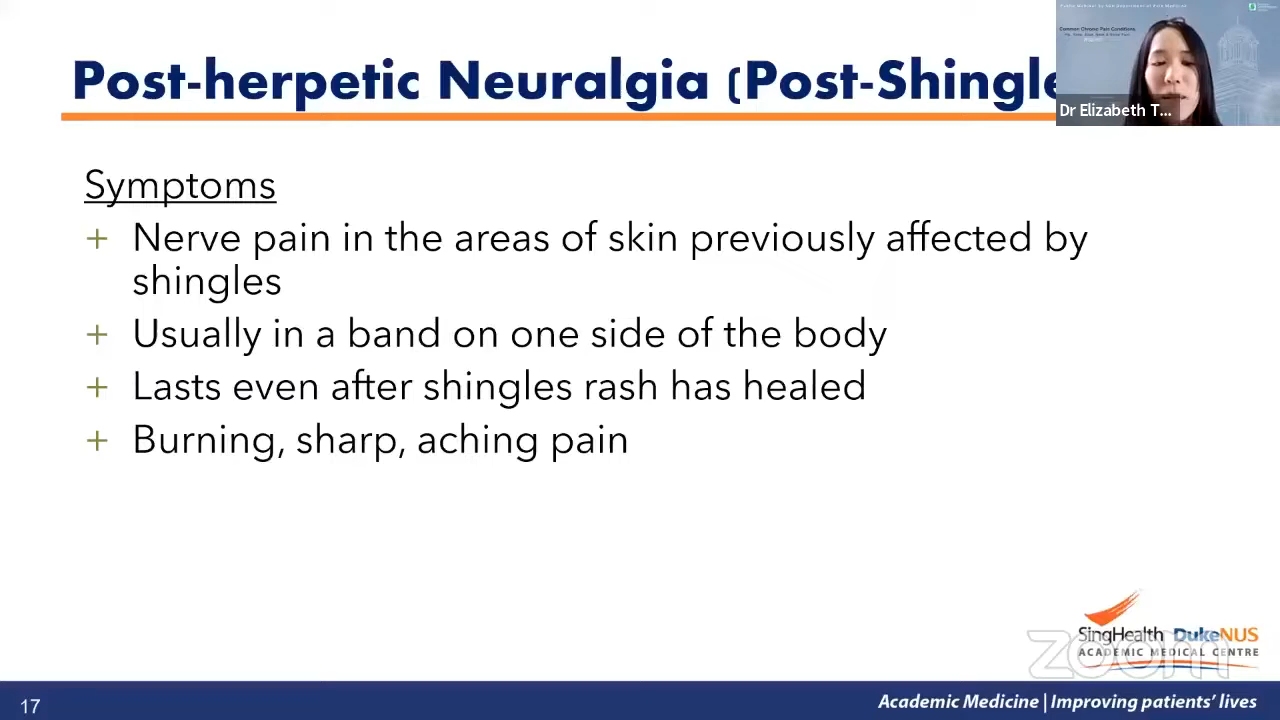 Post-herpetic Neuralgia (Post-Shingle
Dr Elizabeth T...
Symptoms
+ Nerve pain in the areas of skin previously affected by
shingles
+ Usually in a band on one side of the body
+ Lasts even after shingles rash has healed
+ Burning, sharp, aching pain
SingHealth DukeNUS
ACADEMIC MEDICAL CENTRE
zoom
17
Academic Medicine | Improving patients' lives